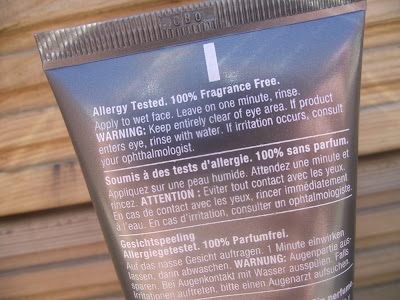 Allergy Tested. 100% Fragrance Free.
Apply to wet face. Leave on one minute, rinse.
WARNING: Keep entirely clear of eye area. If product
enters eye, rinse with water. If irritation occurs, consult
your ophthalmologist.
Soumis à des tests d'allergie. 100% sans parfum.
Appliquez sur une peau humide. Attendez une minute et
rincez. ATTENTION : Eviter tout contact avec les yeux.
En cas de contact avec les yeux, rincer immédiatement
à l'eau. En cas d'irritation, consulter un ophtalmologiste.
Gesichtspeeling
Allergiegetestet. 100% Parfumfrei.
Auf das nasse Gesicht auftragen. 1 Minute einwirken
lassen, dann abwaschen. WARNUNG: Augenpartie aus-
sparen. Bei Augenkontakt mit Wasser ausspülen. Falls
Irritationen auftreten, bitte einen Augenarzt aufsuchen.